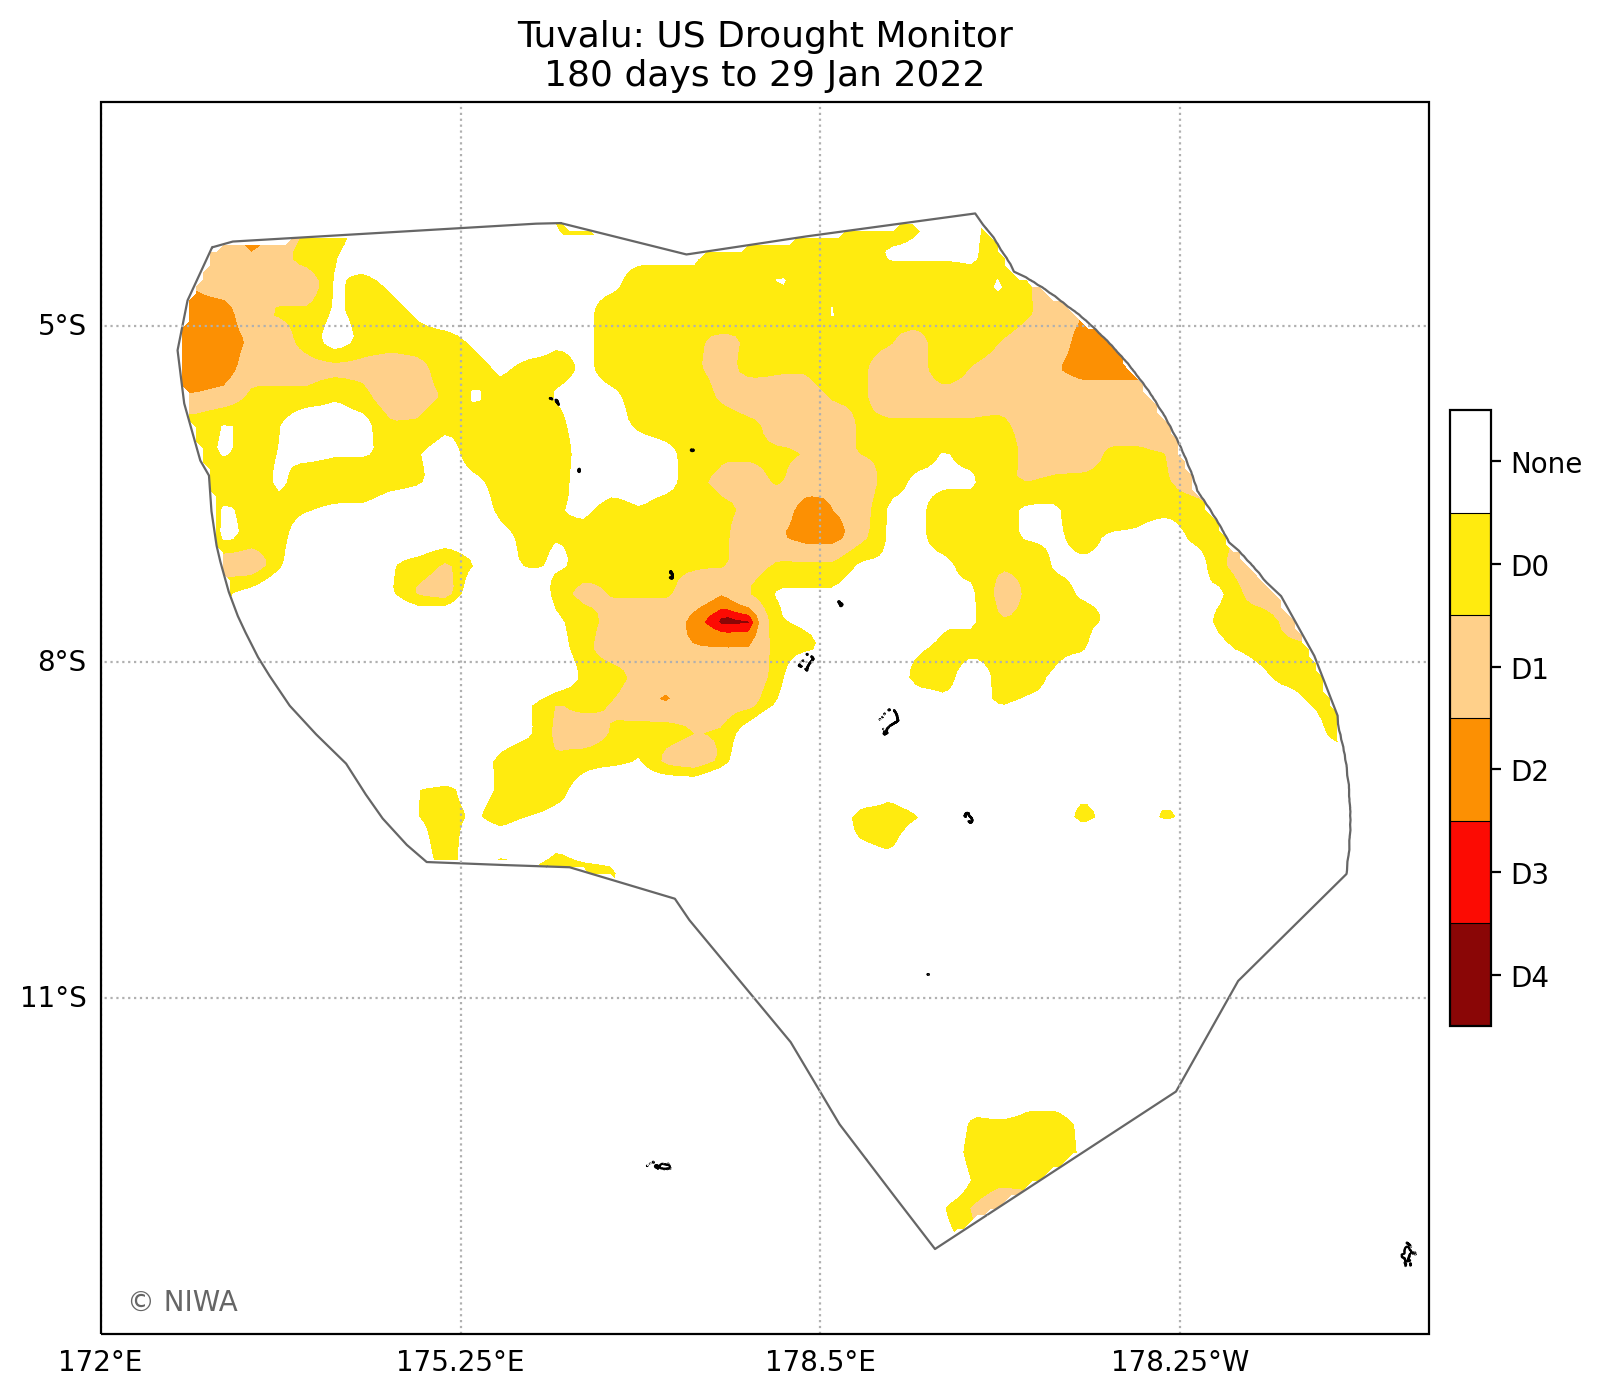 Tuvalu: US Drought Monitor
180 days to 29 Jan 2022
5°S
8°S
11°S
172°E
175.25°E
178.5°E
178.25°W
None
D0
D1
D2
D3
D4
© NIWA